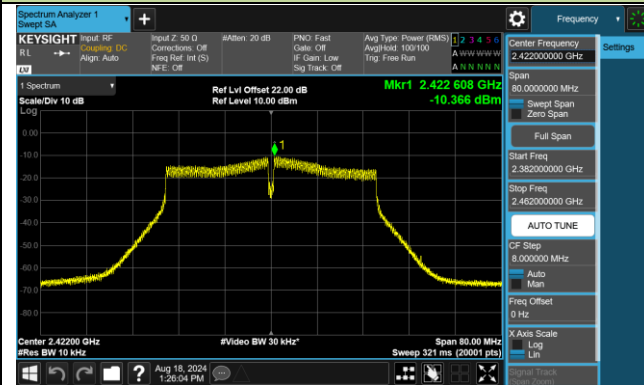 Spectrum Analyzer 1
Swept SA
+
Frequency
KEYSIGHT
Input: RF
Coupling: DC
Align: Auto
RL
LXI
Input Z: 50 Ω
Corrections: Off
Freq Ref: Int (S)
NFE: Off
#Atten: 20 dB
PNO: Fast
Gate: Off
IF Gain: Low
Sig Track: Off
Avg Type: Power (RMS)
Avg|Hold: 100/100
Trig: Free Run
1 2 3 4 5 6
A W W W W W
A N N N N N
1 Spectrum
Scale/Div 10 dB
Log
Ref Lvl Offset 22.00 dB
Ref Level 10.00 dBm
Mkr1 2.422 608 GHz
-10.366 dBm
1
0.00
-10.0
-20.0
-30.0
-40.0
-50.0
-60.0
-70.0
-80.0
Center 2.42200 GHz
#Res BW 10 kHz
#Video BW 30 kHz*
Span 80.00 MHz
Sweep 321 ms (20001 pts)
Center Frequency
2.422000000 GHz
Settings
Span
80.0000000 MHz
Swept Span
Zero Span
Full Span
Start Freq
2.382000000 GHz
Stop Freq
2.462000000 GHz
AUTO TUNE
CF Step
8.000000 MHz
Auto
Man
Freq Offset
0 Hz
X Axis Scale
Log
Lin
Signal Track
(Span Zoom)
?
Aug 18, 2024
1:26:04 PM